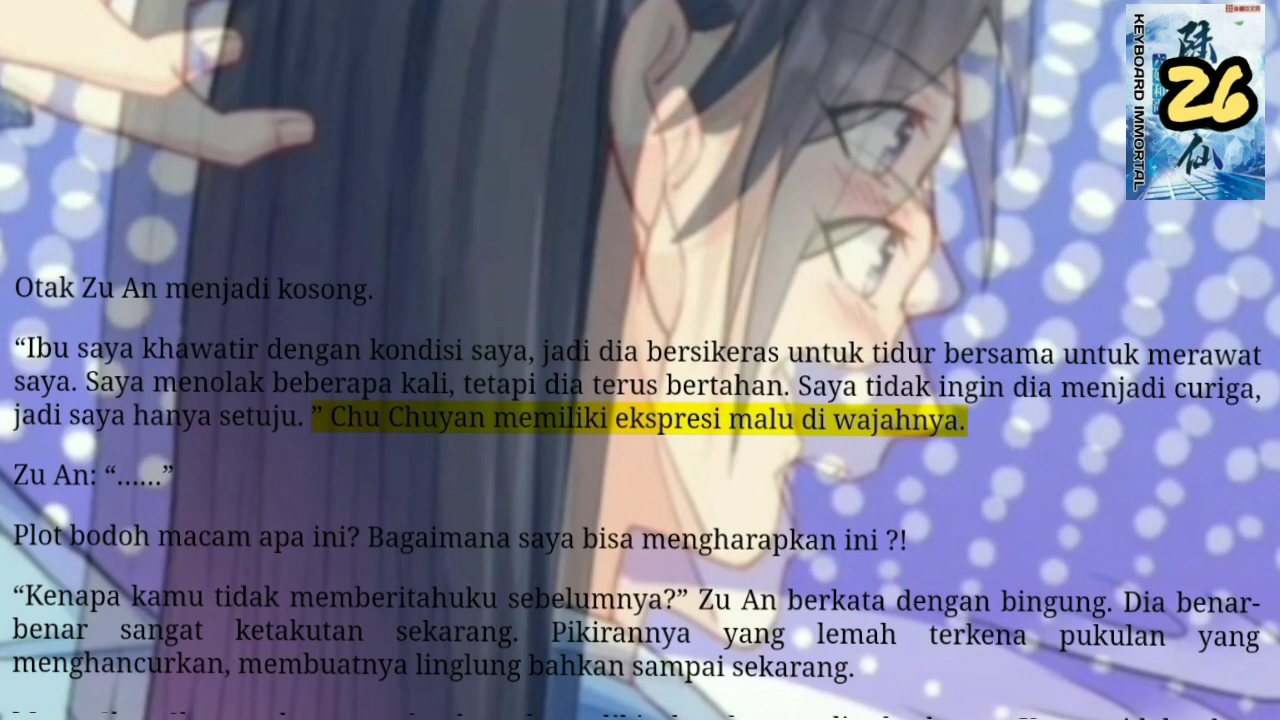 KEYBOARD IMMORTAL
陸
26
仙
Otak Zu An menjadi kosong.
“Ibu saya khawatir dengan kondisi saya, jadi dia bersikeras untuk tidur bersama untuk merawat
saya. Saya menolak beberapa kali, tetapi dia terus bertahan. Saya tidak ingin dia menjadi curiga,
jadi saya hanya setuju. ” Chu Chuyan memiliki ekspresi malu di wajahnya.
Zu An: “......”
Plot bodoh macam apa ini? Bagaimana saya bisa mengharapkan ini ?!
“Kenapa kamu tidak memberitahuku sebelumnya?” Zu An berkata dengan bingung. Dia benar-
benar sangat ketakutan sekarang. Pikirannya yang lemah terkena pukulan yang
menghancurkan, membuatnya linglung bahkan sampai sekarang.